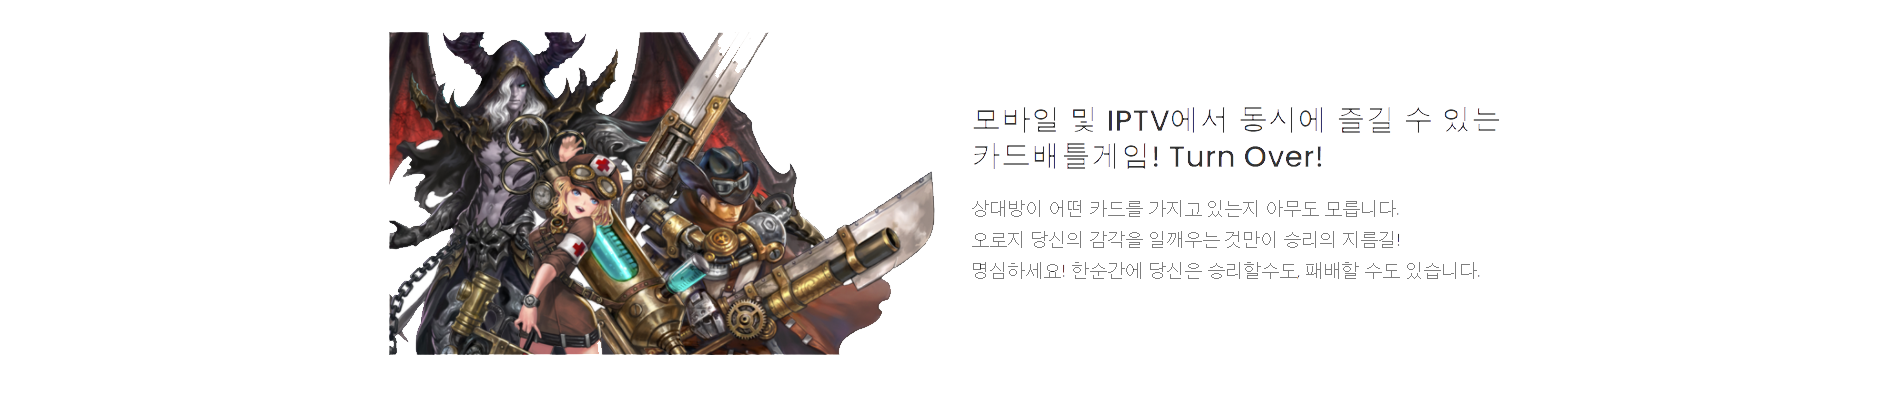 모바일 및 IPTV에서 동시에 즐길 수 있는
카드배틀게임! Turn Over!
상대방이 어떤 카드를 가지고 있는지 아무도 모릅니다.
오로지 당신의 감각을 일깨우는 것만이 승리의 지름길!
명심하세요! 한순간에 당신은 승리할수도, 패배할 수도 있습니다.